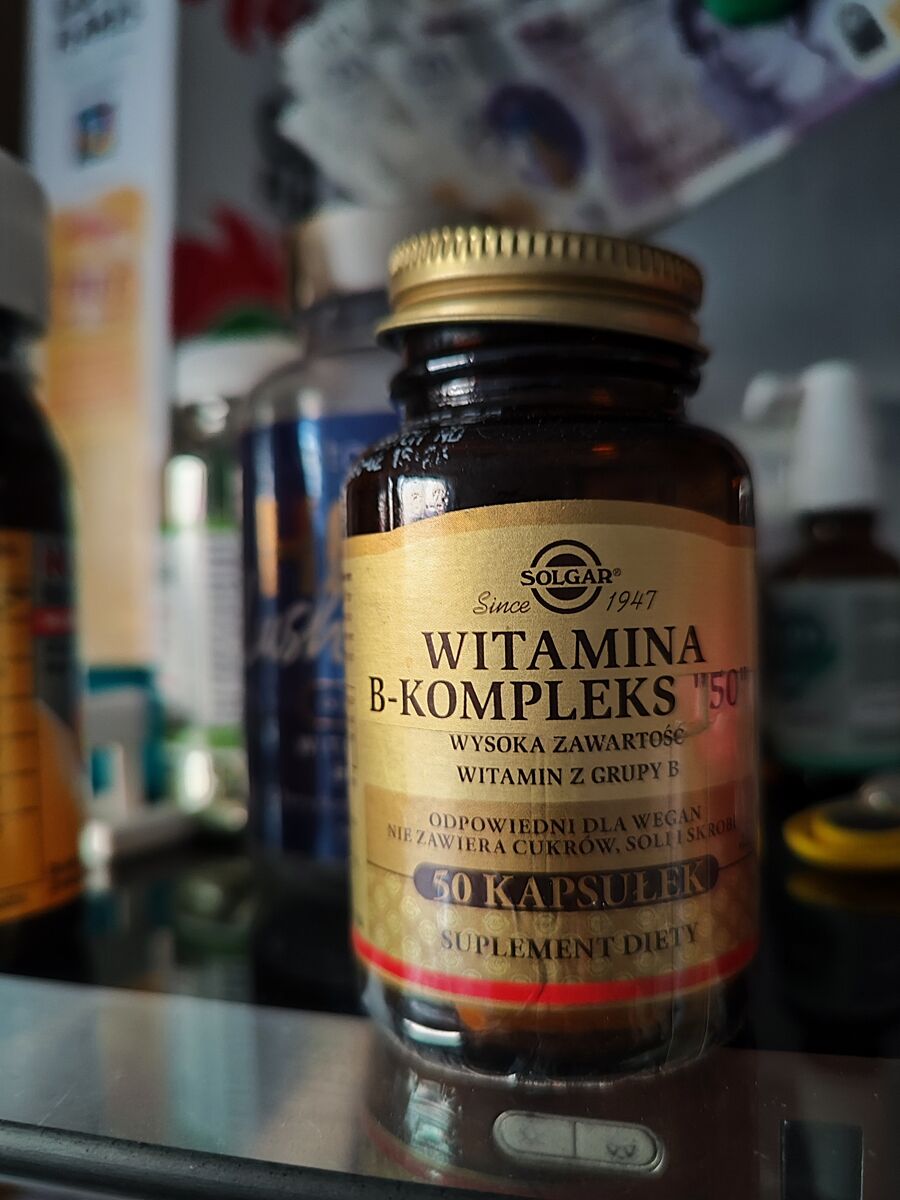 SOLGAR®
Since 1947
WITAMINA
B-KOMPLEKS "50"
WYSOKA ZAWARTOŚĆ
WITAMIN Z GRUPY B
ODPOWIEDNI DLA WEGAN
NIE ZAWIERA CUKRÓW, SOLI I SKROBI
50 KAPSUŁEK
SUPLEMENT DIETY